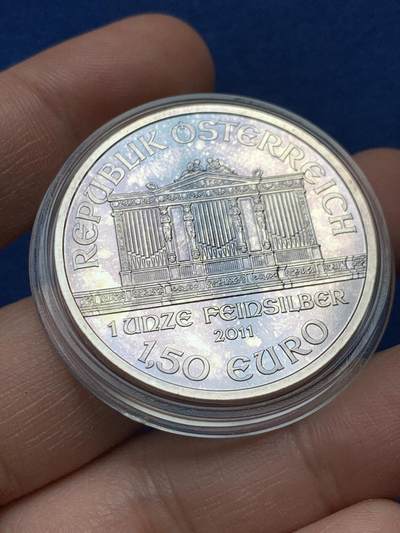 REPUBLIK ÖSTERREICH
1 UNZE FEINSILBER
2011
1,50 EURO